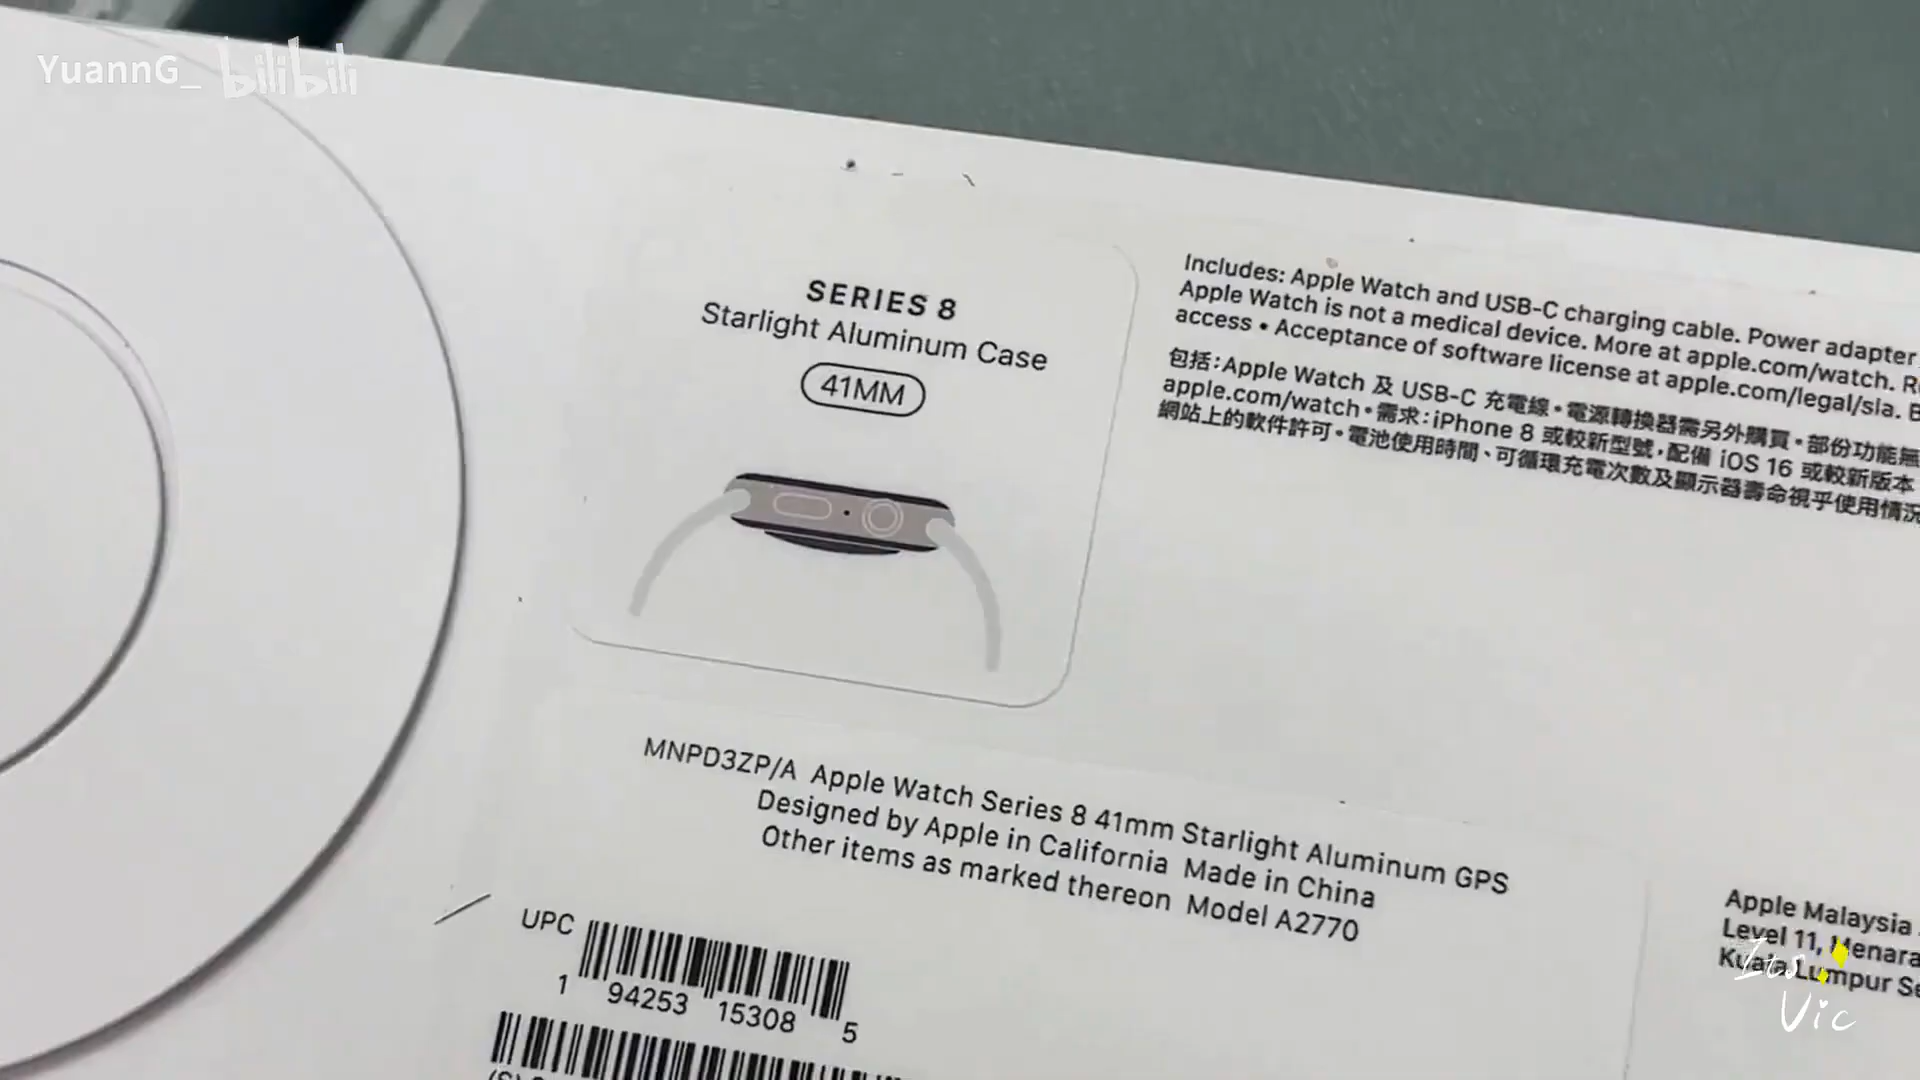 YuannG_ bilibili
SERIES 8
Starlight Aluminum Case
41MM
Includes: Apple Watch and USB-C charging cable. Power adapter
Apple Watch is not a medical device. More at apple.com/watch.
access • Acceptance of software license at apple.com/legal/sla.
包括：Apple Watch 及 USB-C 充電線。電源轉換器需另外購買。部份功能無
apple.com/watch。需求：iPhone 8 或較新型號，配備 iOS 16 或較新版本
網站上的軟件許可。電池使用時間、可循環充電次數及顯示器壽命視乎使用情況
MNPD3ZP/A Apple Watch Series 8 41mm Starlight Aluminum GPS
Designed by Apple in California Made in China
Other items as marked thereon Model A2770
UPC
1 94253 15308 5
Apple Malaysia
Level 11, Menara
Kuala Lumpur
Its Vic